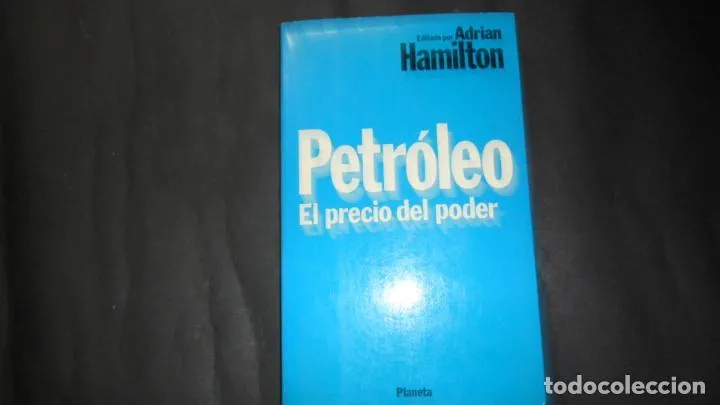 Editado por Adrian
Hamilton
Petróleo
El precio del poder
Planeta
todocoleccion